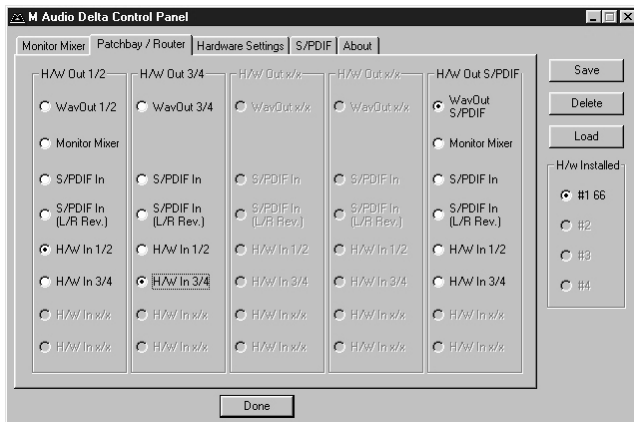 M Audio Delta Control Panel
Monitor Mixer
Patchbay / Router
Hardware Settings
S/PDIF
About
H/W Out 1/2
WavOut 1/2
Monitor Mixer
S/PDIF In
S/PDIF In
(L/R Rev.)
H/W In 1/2
H/W In 3/4
H/W In x/x
H/W In x/x
H/W Out 3/4
WavOut 3/4
S/PDIF In
S/PDIF In
(L/R Rev.)
H/W In 1/2
H/W In 3/4
H/W In x/x
H/W In x/x
H/W Out x/x
WavOut x/x
S/PDIF In
S/PDIF In
(L/R Rev.)
H/W In 1/2
H/W In 3/4
H/W In x/x
H/W In x/x
H/W Out x/x
WavOut x/x
S/PDIF In
S/PDIF In
(L/R Rev.)
H/W In 1/2
H/W In 3/4
H/W In x/x
H/W In x/x
H/W Out S/PDIF
WavOut
S/PDIF
Monitor Mixer
S/PDIF In
S/PDIF In
(L/R Rev.)
H/W In 1/2
H/W In 3/4
H/W In x/x
H/W In x/x
Save
Delete
Load
H/w Installed
#1 66
#2
#3
#4
Done